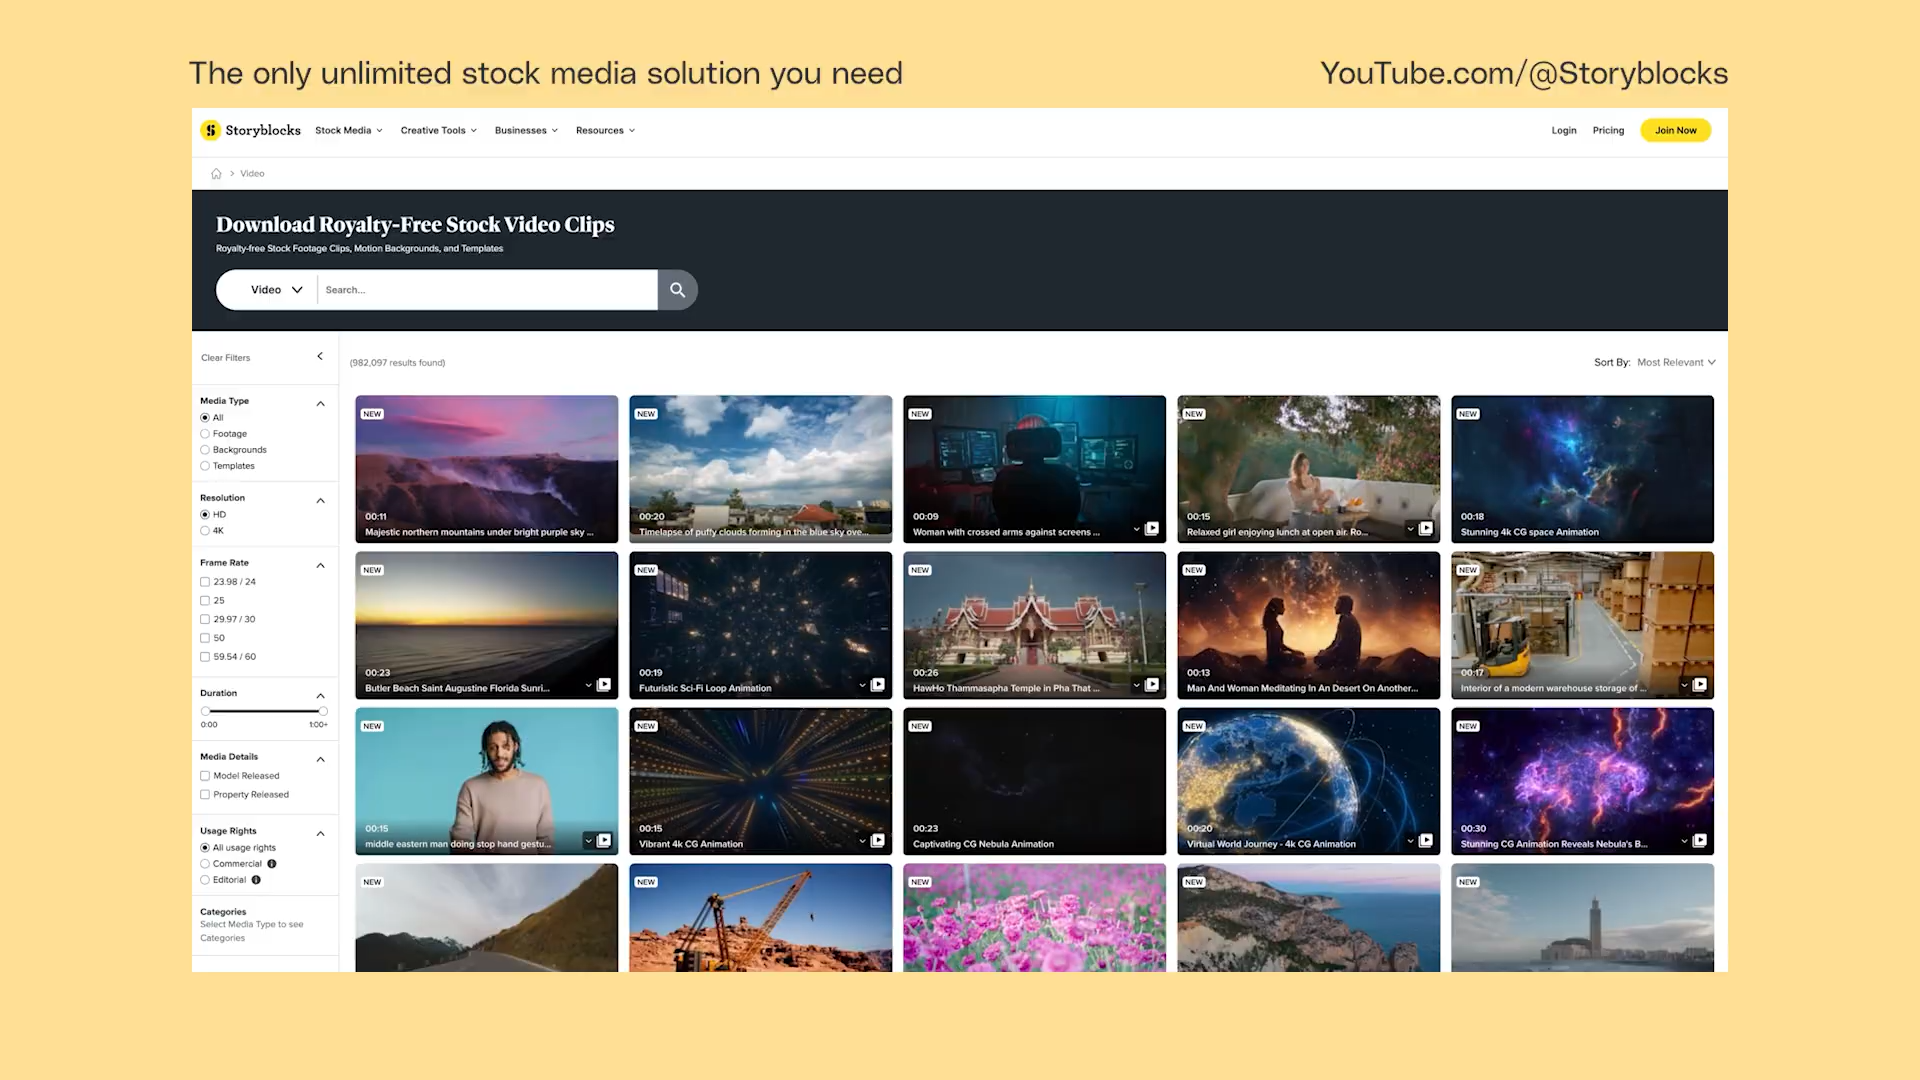 The only unlimited stock media solution you need
YouTube.com/@Storyblocks
Storyblocks
Stock Media
Creative Tools
Businesses
Resources
Login
Pricing
Join Now
Video
Download Royalty-Free Stock Video Clips
Royalty-free Stock Footage Clips, Motion Backgrounds, and Templates
Video
Search...
Clear Filters
(982,097 results found)
Sort By: Most Relevant
Media Type
All
Footage
Backgrounds
Templates
Resolution
HD
4K
Frame Rate
23.98 / 24
25
29.97 / 30
50
59.54 / 60
Duration
0:00
1:00+
Media Details
Model Released
Property Released
Usage Rights
All usage rights
Commercial
Editorial
Categories
Select Media Type to see
Categories
NEW
00:11
Majestic northern mountains under bright purple sky ...
NEW
00:20
Timelapse of puffy clouds forming in the blue sky ove...
NEW
00:09
Woman with crossed arms against screens ...
NEW
00:15
Relaxed girl enjoying lunch at open air. Ro...
NEW
00:18
Stunning 4k CG space Animation
NEW
00:23
Butler Beach Saint Augustine Florida Sunri...
NEW
00:19
Futuristic Sci-Fi Loop Animation
NEW
00:26
HawHo Thammasapha Temple in Pha That ...
NEW
00:13
Man And Woman Meditating In An Desert On Another...
NEW
00:17
Interior of a modern warehouse storage of ...
NEW
00:15
middle eastern man doing stop hand gestu...
NEW
00:15
Vibrant 4k CG Animation
NEW
00:23
Captivating CG Nebula Animation
NEW
00:20
Virtual World Journey - 4k CG Animation
NEW
00:30
Stunning CG Animation Reveals Nebula's B...
NEW
NEW
NEW
NEW
NEW